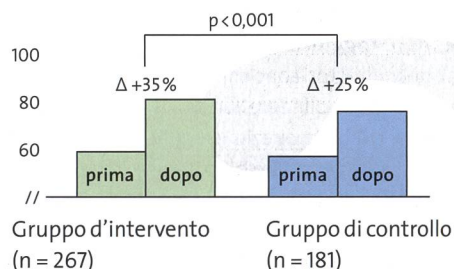 p < 0,001
100
Δ +35%
Δ +25%
80
60
prima
dopo
prima
dopo
//
Gruppo d'intervento
(n = 267)
Gruppo di controllo
(n = 181)